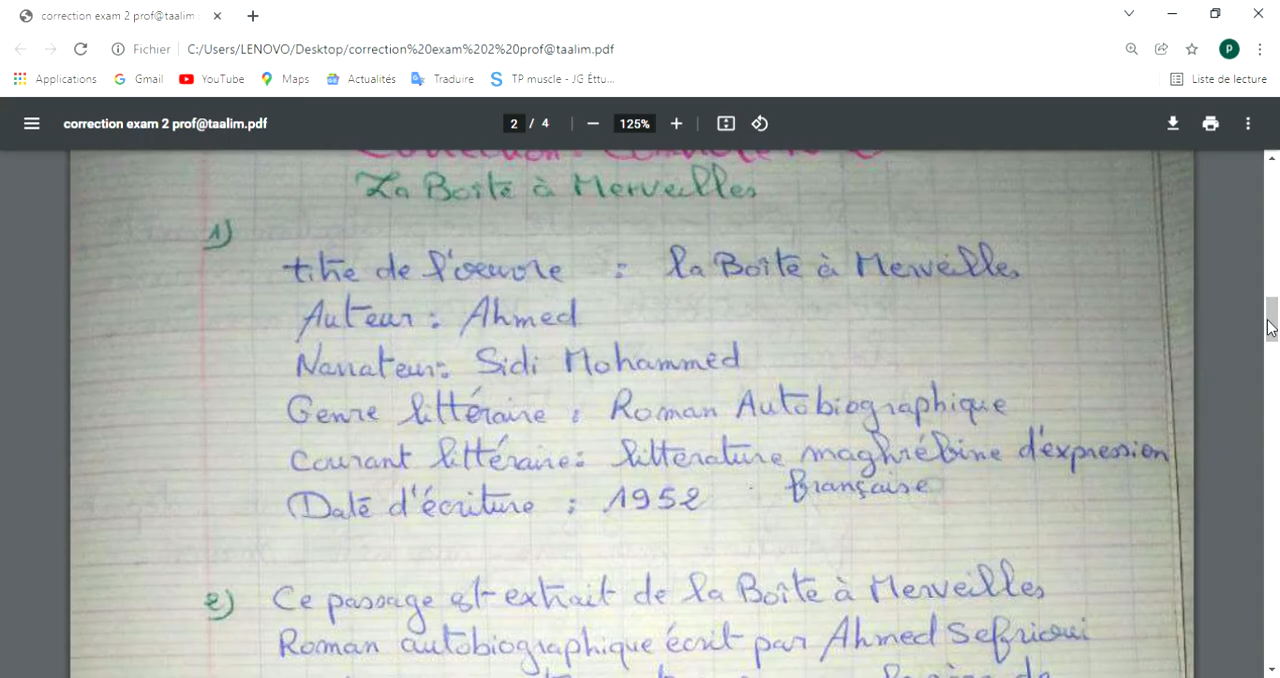 correction exam 2 prof@taalim
Fichier C:/Users/LENOVO/Desktop/correction%20exam%202%20prof@taalim.pdf
P
Applications Gmail YouTube Maps Actualités Traduire TP muscle - JG Éttu... Liste de lecture
correction exam 2 prof@taalim.pdf 2 / 4 125%
La Boîte à Merveilles
1)
titre de l'œuvre : la Boîte à Merveilles
Auteur : Ahmed
Narrateur : Sidi Mohammed
Genre littéraire : Roman Autobiographique
Courant littéraire : littérature maghrébine d'expression
française
Date d'écriture : 1952
2) Ce passage est extrait de la Boîte à Merveilles
Roman autobiographique écrit par Ahmed Sefrioui